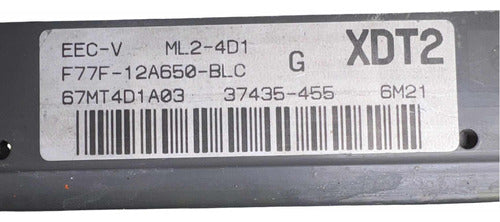 EEC-V ML2-4D1 XDT2
F77F-12A650-BLC G
67MT4D1A03 37435-455 6M21